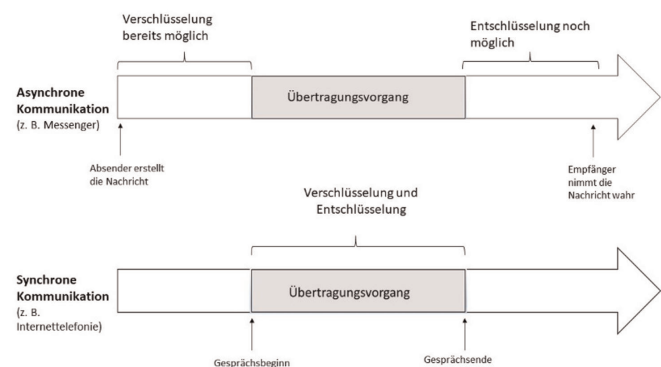 Verschlüsselung
bereits möglich
Entschlüsselung noch
möglich
Asynchrone
Kommunikation
(z. B. Messenger)
Übertragungsvorgang
Absender erstellt
die Nachricht
Empfänger
nimmt die
Nachricht wahr
Verschlüsselung und
Entschlüsselung
Synchrone
Kommunikation
(z. B.
Internettelefonie)
Übertragungsvorgang
Gesprächsbeginn
Gesprächsende